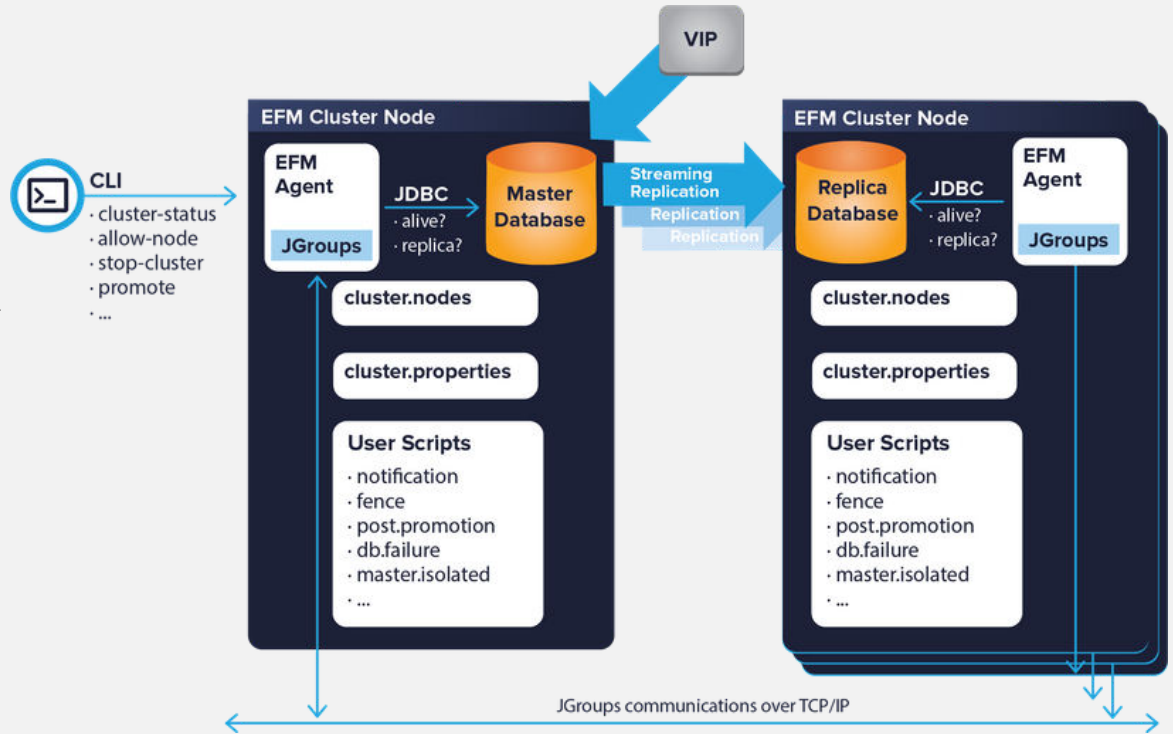 VIP
CLI
· cluster-status
· allow-node
· stop-cluster
· promote
· ...
EFM Cluster Node
EFM
Agent
JGroups
JDBC
· alive?
· replica?
Master
Database
cluster.nodes
cluster.properties
User Scripts
· notification
· fence
· post.promotion
· db.failure
· master.isolated
· ...
Streaming
Replication
Replication
Replication
EFM Cluster Node
Replica
Database
JDBC
· alive?
· replica?
EFM
Agent
JGroups
cluster.nodes
cluster.properties
User Scripts
· notification
· fence
· post.promotion
· db.failure
· master.isolated
· ...
JGroups communications over TCP/IP